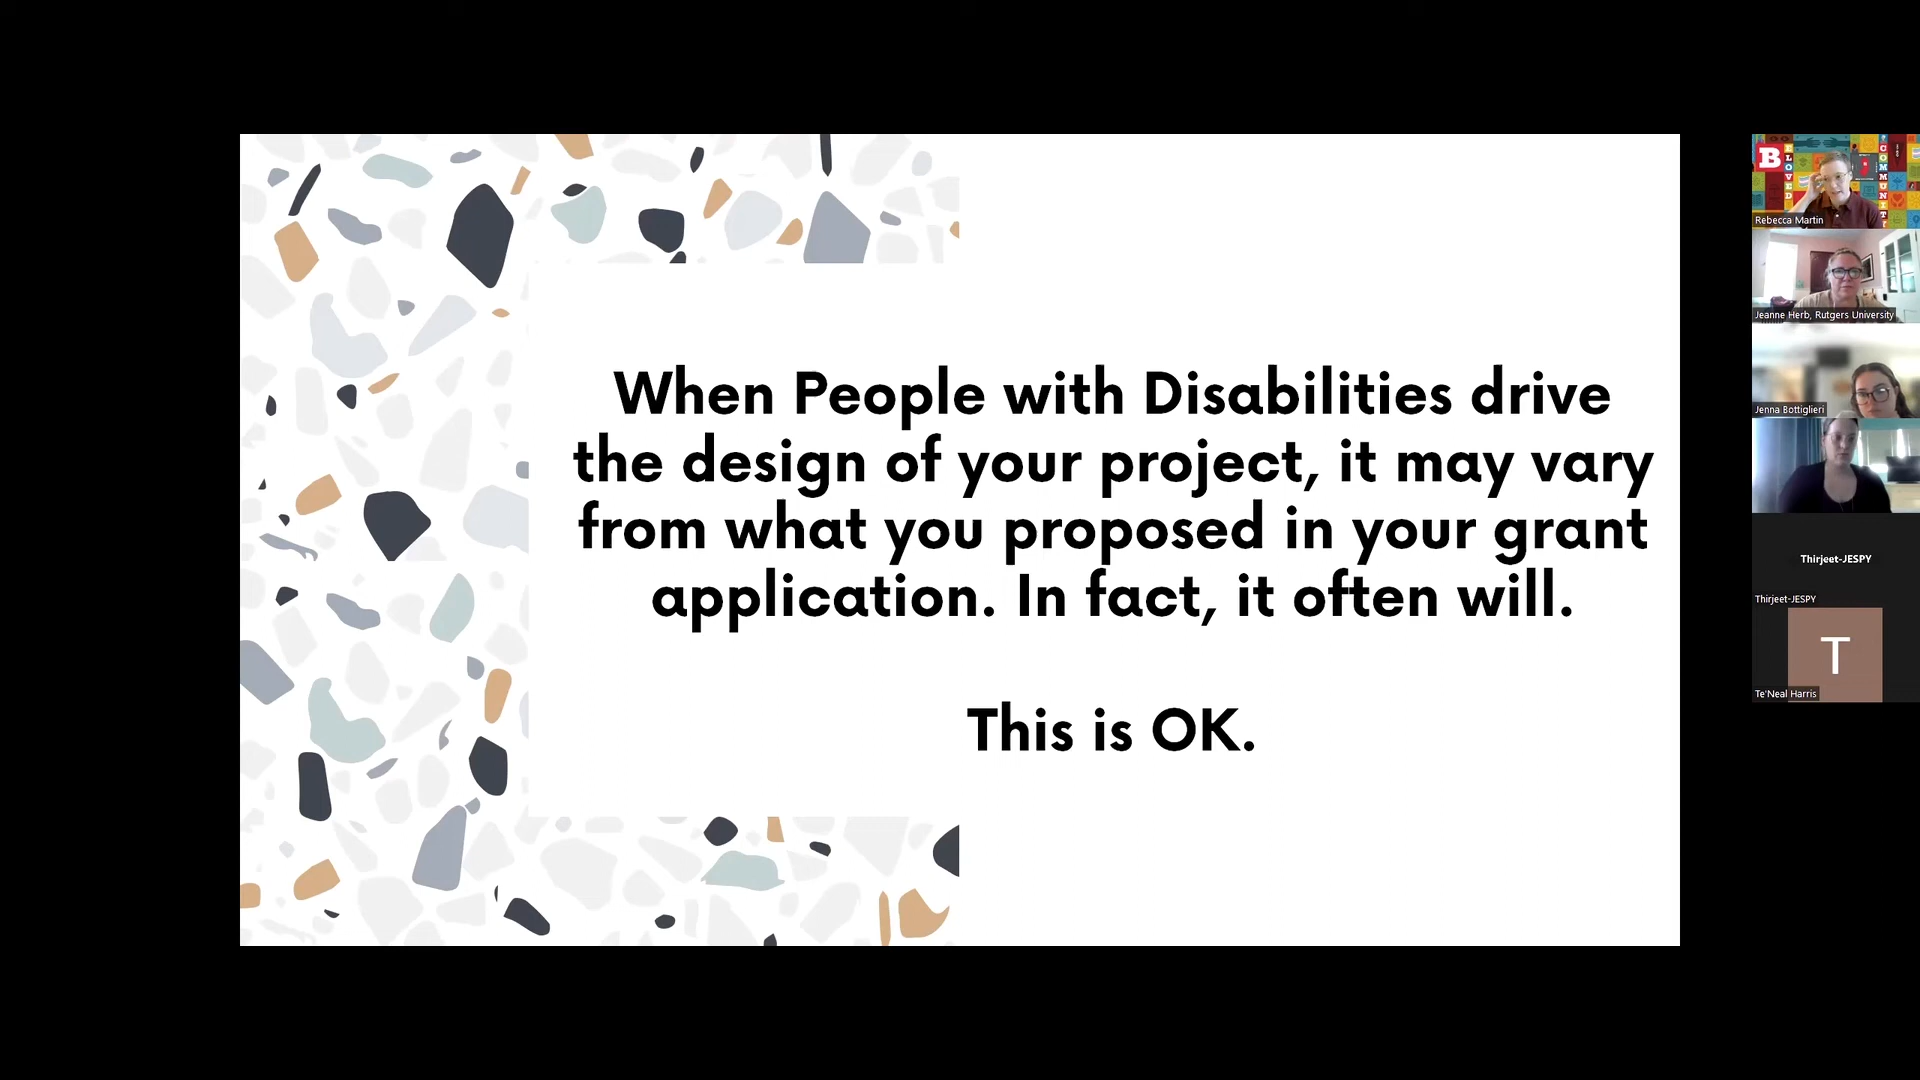 When People with Disabilities drive
the design of your project, it may vary
from what you proposed in your grant
application. In fact, it often will.
This is OK.
B
ELOVED
COMMUNIT
Rebecca Martin
Jeanne Herb, Rutgers University
Jenna Bottiglieri
Thirjeet-JESPY
Thirjeet-JESPY
T
Te'Neal Harris